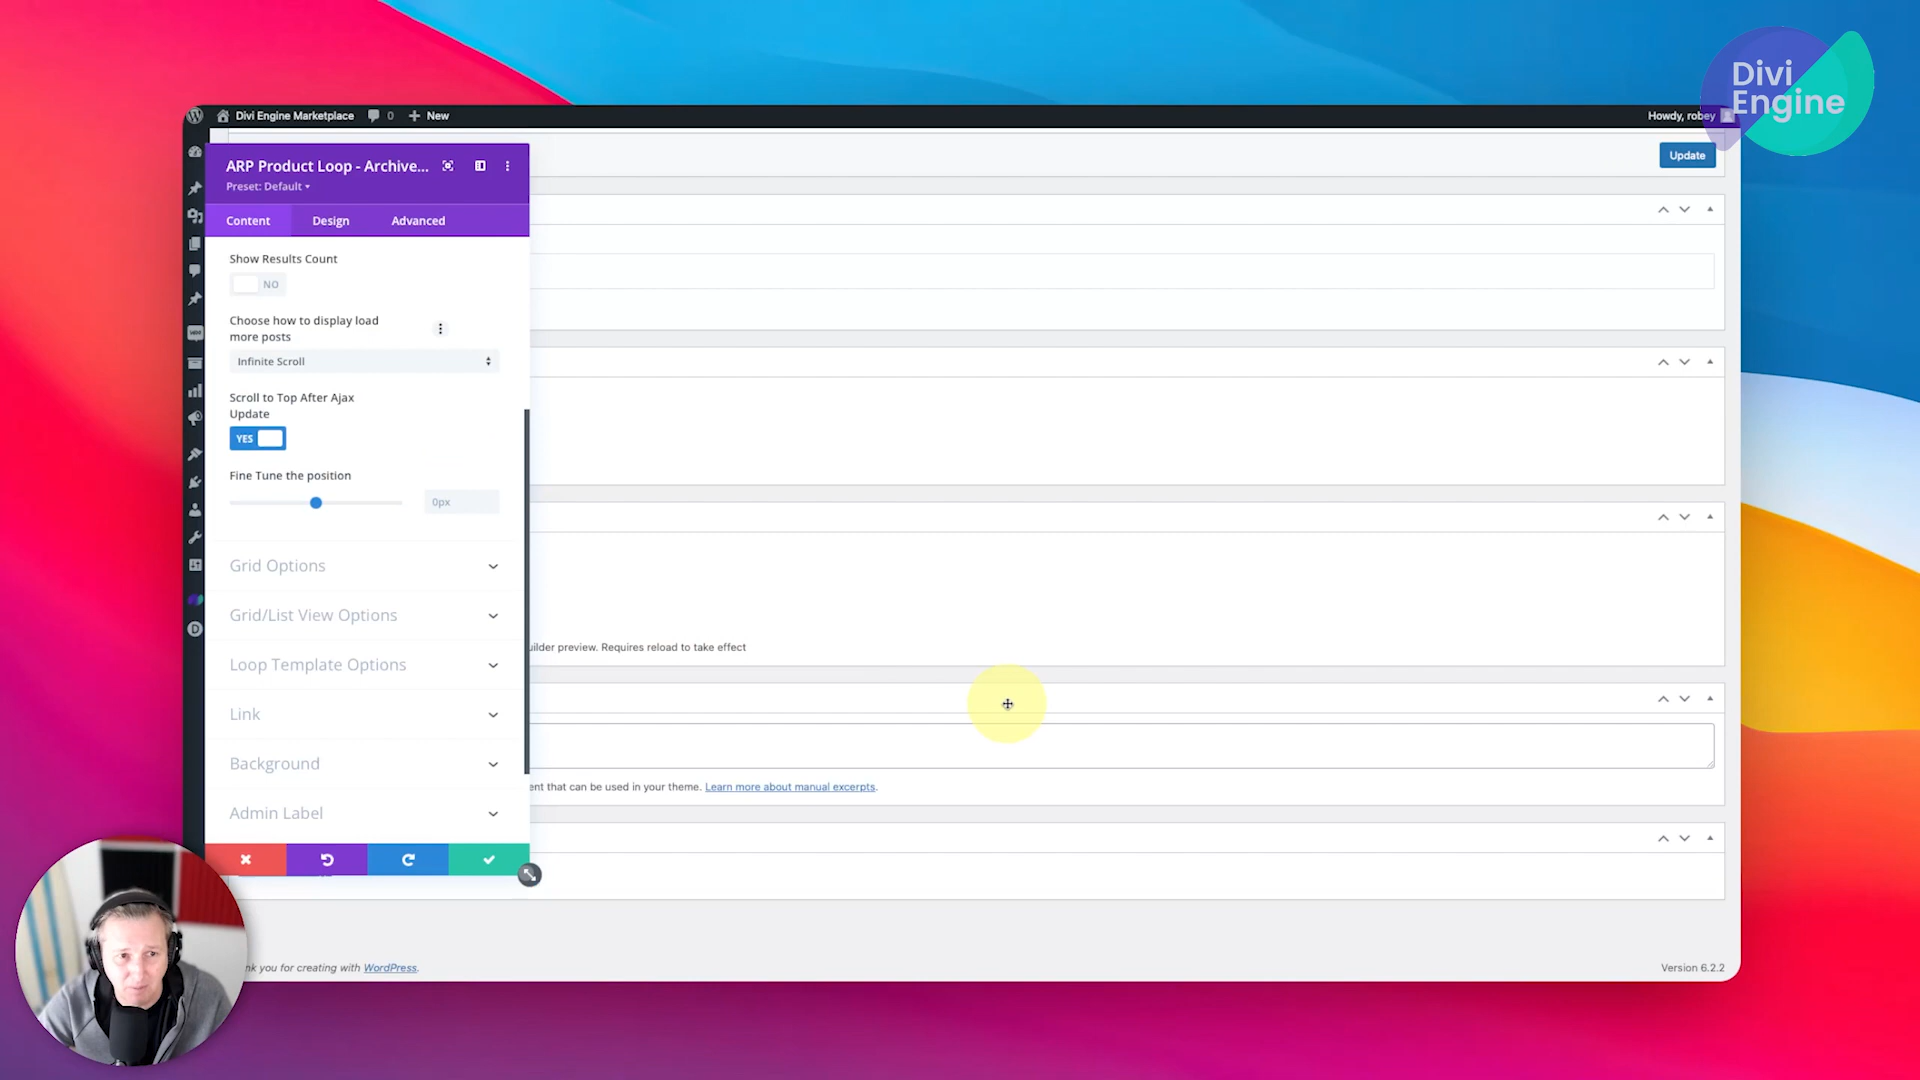 Divi
Engine
Divi Engine Marketplace
0
New
Howdy, robey
Update
ARP Product Loop - Archive...
Preset: Default
Content
Design
Advanced
Show Results Count
NO
Choose how to display load
more posts
Infinite Scroll
Scroll to Top After Ajax
Update
YES
Fine Tune the position
0px
Grid Options
Grid/List View Options
uilder preview. Requires reload to take effect
Loop Template Options
Link
Background
ent that can be used in your theme. Learn more about manual excerpts.
Admin Label
nk you for creating with WordPress.
Version 6.2.2